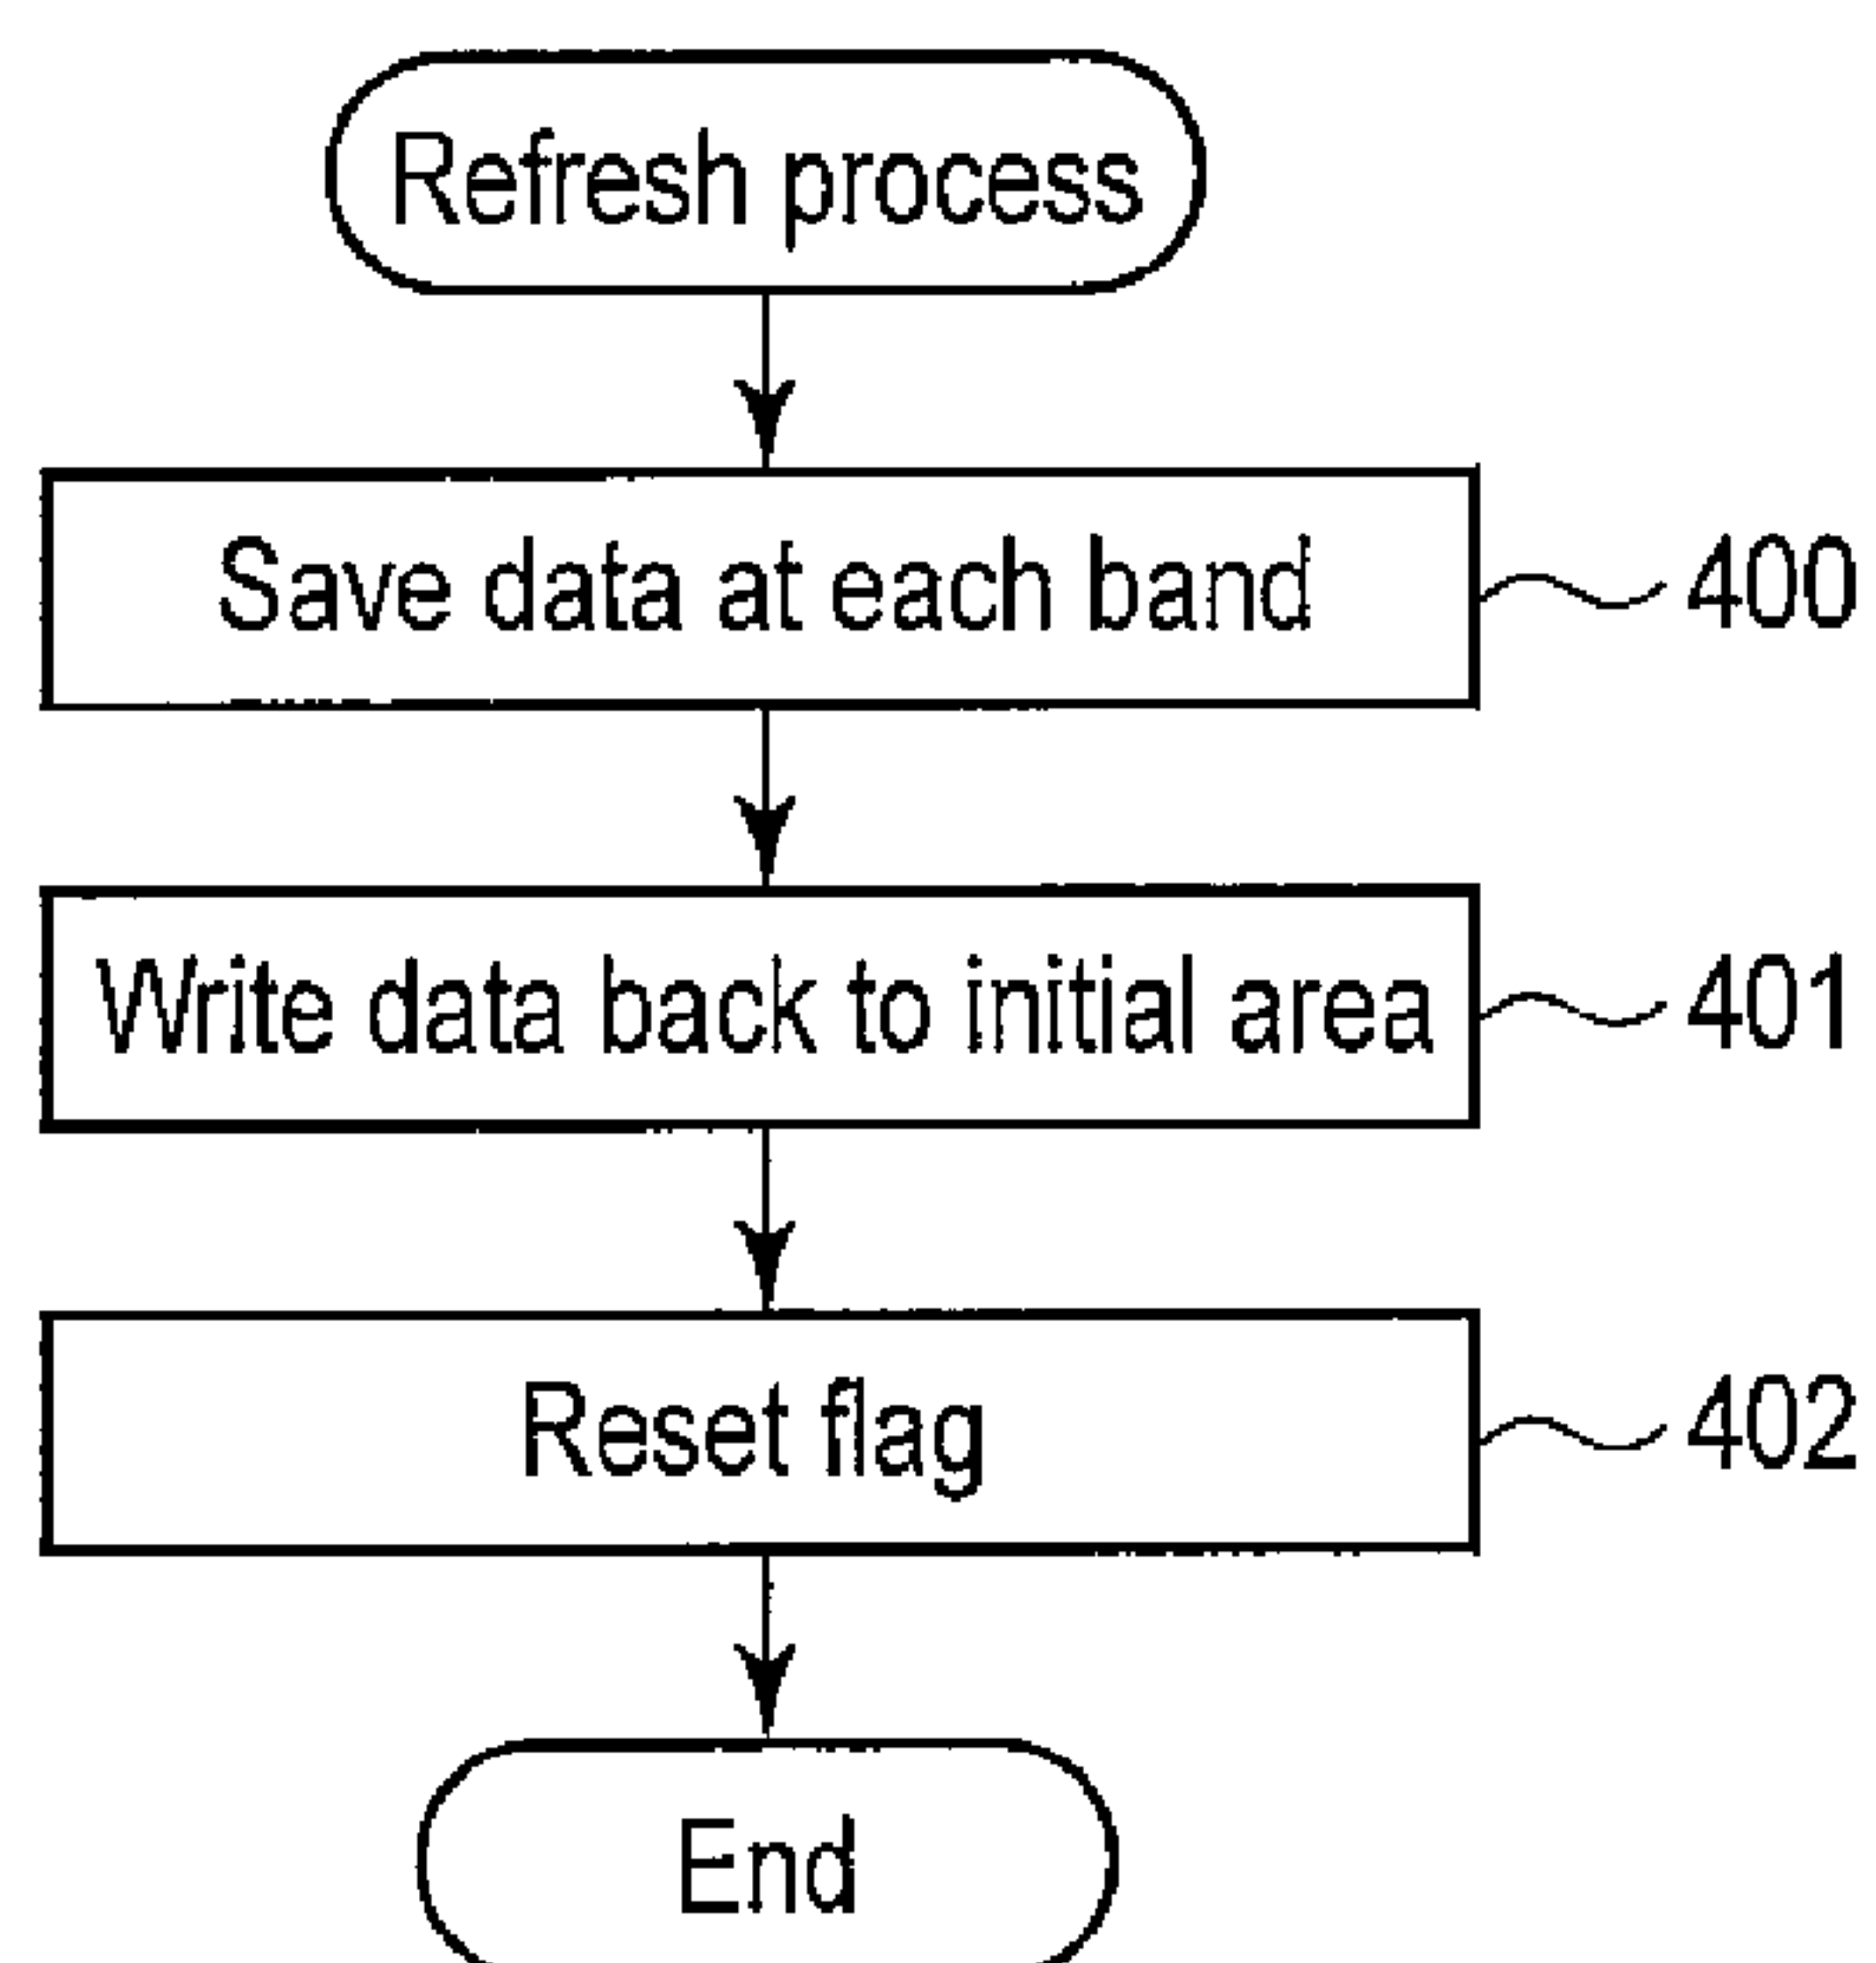 Refresh process
Save data at each band 400
Write data back to initial area 401
Reset flag 402
End